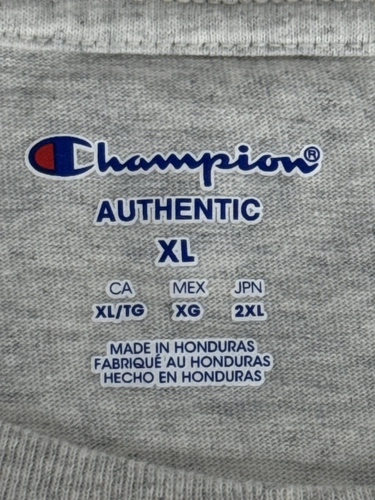 Champion®
AUTHENTIC
XL
CA MEX JPN
XL/TG XG 2XL
MADE IN HONDURAS
FABRIQUÉ AU HONDURAS
HECHO EN HONDURAS